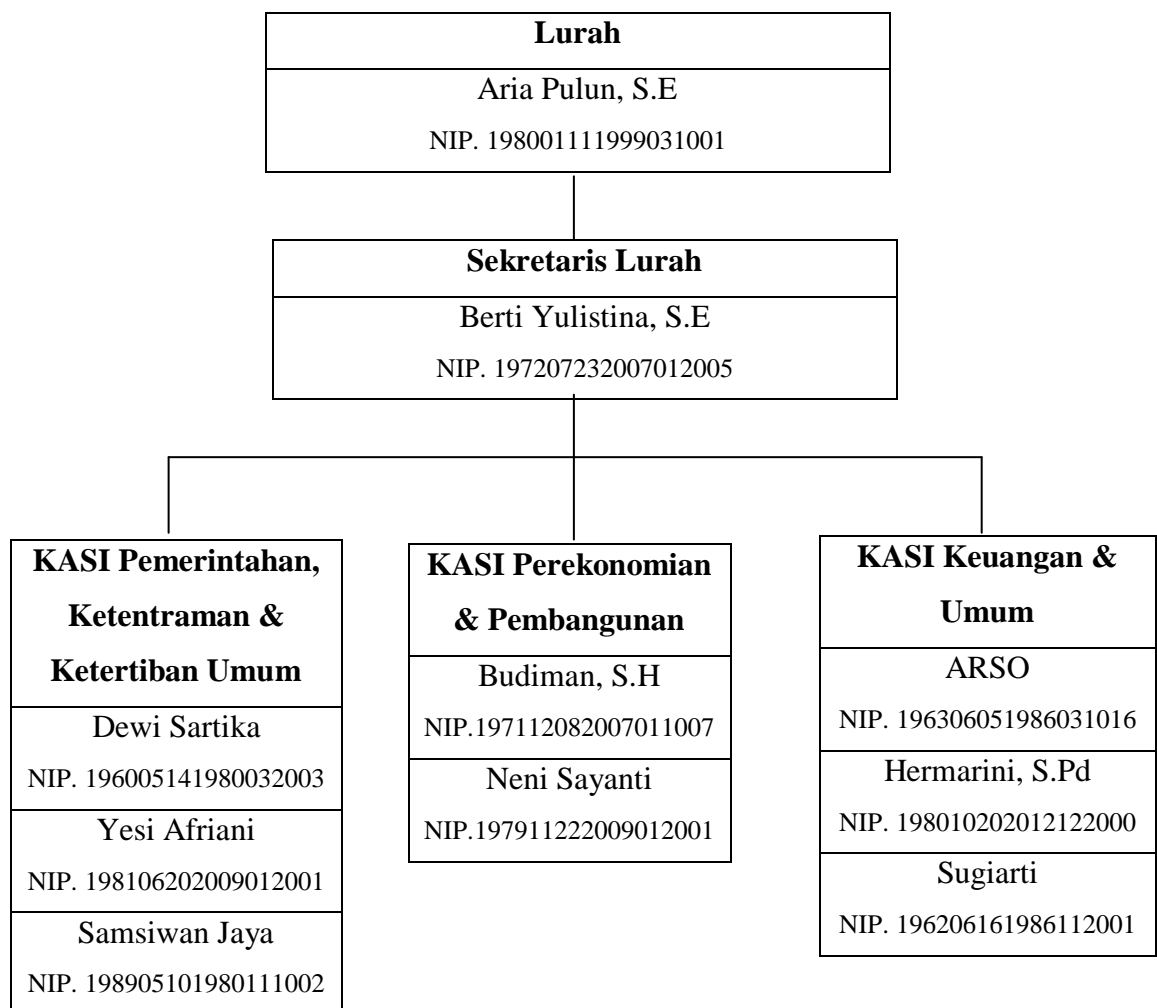 Lurah
Aria Pulun, S.E
NIP. 198001111999031001
Sekretaris Lurah
Berti Yulistina, S.E
NIP. 197207232007012005
KASI Pemerintahan,
Ketentraman &
Ketertiban Umum
Dewi Sartika
NIP. 196005141980032003
Yesi Afriani
NIP. 198106202009012001
Samsiwan Jaya
NIP. 198905101980111002
KASI Perekonomian
& Pembangunan
Budiman, S.H
NIP.197112082007011007
Neni Sayanti
NIP.197911222009012001
KASI Keuangan &
Umum
ARSO
NIP. 196306051986031016
Hermarini, S.Pd
NIP. 198010202012122000
Sugiarti
NIP. 196206161986112001